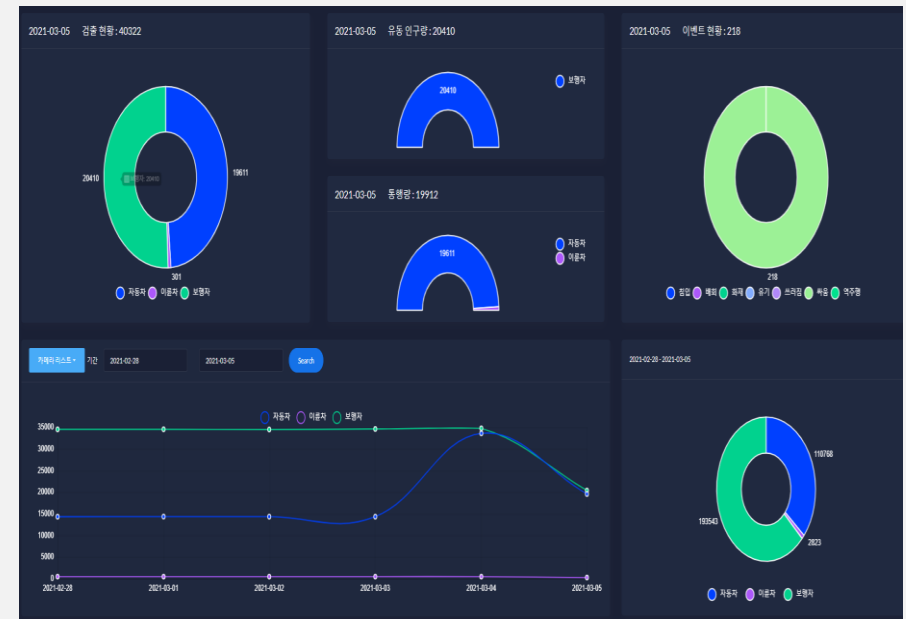 2021-03-05 검출 현황 : 40322
20410
보행자: 20410
19611
301
자동차 이륜차 보행자
2021-03-05 유동 인구량 : 20410
20410
보행자
2021-03-05 통행량 : 19912
19611
자동차
이륜차
2021-03-05 이벤트 현황 : 218
218
침입 배회 화재 유기 쓰러짐 싸움 역주행
카메라 리스트 기간 2021-02-28 2021-03-05 Search
자동차 이륜차 보행자
35000
30000
25000
20000
15000
10000
5000
0
2021-02-28 2021-03-01 2021-03-02 2021-03-03 2021-03-04 2021-03-05
2021-02-28 - 2021-03-05
110768
193543
2823
자동차 이륜차 보행자